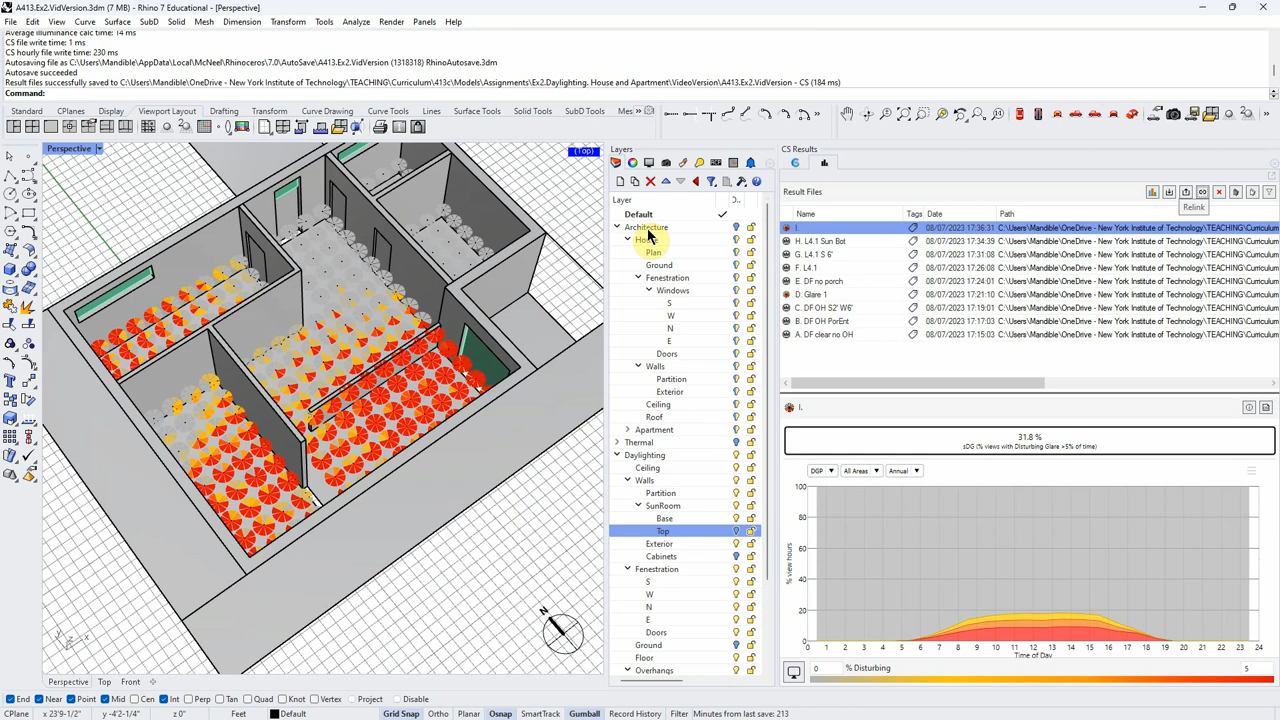 A413.Ex2.VidVersion.3dm (7 MB) - Rhino 7 Educational - [Perspective]
File Edit View Curve Surface SubD Solid Mesh Dimension Transform Tools Analyze Render Panels Help
Average illuminance calc time: 14 ms
CS file write time: 1 ms
CS hourly file write time: 230 ms
Autosaving file as C:\Users\Mandible\AppData\Local\McNeel\Rhinoceros\7.0\AutoSave\A413.Ex2.VidVersion (1318318) RhinoAutosave.3dm
Autosave succeeded
Result files successfully saved to C:\Users\Mandible\OneDrive - New York Institute of Technology\TEACHING\Curriculum\413c\Models\Assignments\Ex2.Daylighting. House and Apartment\VideoVersion\A413.Ex2.VidVersion - CS (184 ms)
Command:
Standard CPlanes Display Viewport Layout Drafting Transform Curve Drawing Curve Tools Lines Surface Tools Solid Tools SubD Tools Mes »
Perspective
(Top)
Layers
Layer
Default
Architecture
Plan
Ground
Fenestration
Windows
S
W
N
E
Doors
Walls
Partition
Exterior
Ceiling
Roof
Apartment
Thermal
Daylighting
Ceiling
Walls
Partition
SunRoom
Base
Top
Exterior
Cabinets
Fenestration
S
W
N
E
Doors
Ground
Floor
Overhangs
CS Results
Result Files
Relink
Name Tags Date Path
I. 08/07/2023 17:36:31 C:\Users\Mandible\OneDrive - New York Institute of Technology\TEACHING\Curriculum
H. L4.1 Sun Bot 08/07/2023 17:34:39 C:\Users\Mandible\OneDrive - New York Institute of Technology\TEACHING\Curriculum
G. L4.1 S 6' 08/07/2023 17:31:08 C:\Users\Mandible\OneDrive - New York Institute of Technology\TEACHING\Curriculum
F. L4.1 08/07/2023 17:26:08 C:\Users\Mandible\OneDrive - New York Institute of Technology\TEACHING\Curriculum
E. DF no porch 08/07/2023 17:24:01 C:\Users\Mandible\OneDrive - New York Institute of Technology\TEACHING\Curriculum
D. Glare 1 08/07/2023 17:21:10 C:\Users\Mandible\OneDrive - New York Institute of Technology\TEACHING\Curriculum
C. DF OH S2' W6' 08/07/2023 17:19:01 C:\Users\Mandible\OneDrive - New York Institute of Technology\TEACHING\Curriculum
B. DF OH PorEnt 08/07/2023 17:17:03 C:\Users\Mandible\OneDrive - New York Institute of Technology\TEACHING\Curriculum
A. DF clear no OH 08/07/2023 17:15:03 C:\Users\Mandible\OneDrive - New York Institute of Technology\TEACHING\Curriculum
I.
31.8 %
sDG (% views with Disturbing Glare >5% of time)
DGP All Areas Annual
100
80
60
40
20
0
% view hours
0 1 2 3 4 5 6 7 8 9 10 11 12 13 14 15 16 17 18 19 20 21 22 23 24
Time of Day
0 % Disturbing 5
N
y x z
Perspective Top Front
End Near Point Mid Cen Int Perp Tan Quad Knot Vertex Project Disable
CPlane x 23'9-1/2" y -4'2-1/4" z 0" Feet Default Grid Snap Ortho Planar Osnap SmartTrack Gumball Record History Filter Minutes from last save: 213